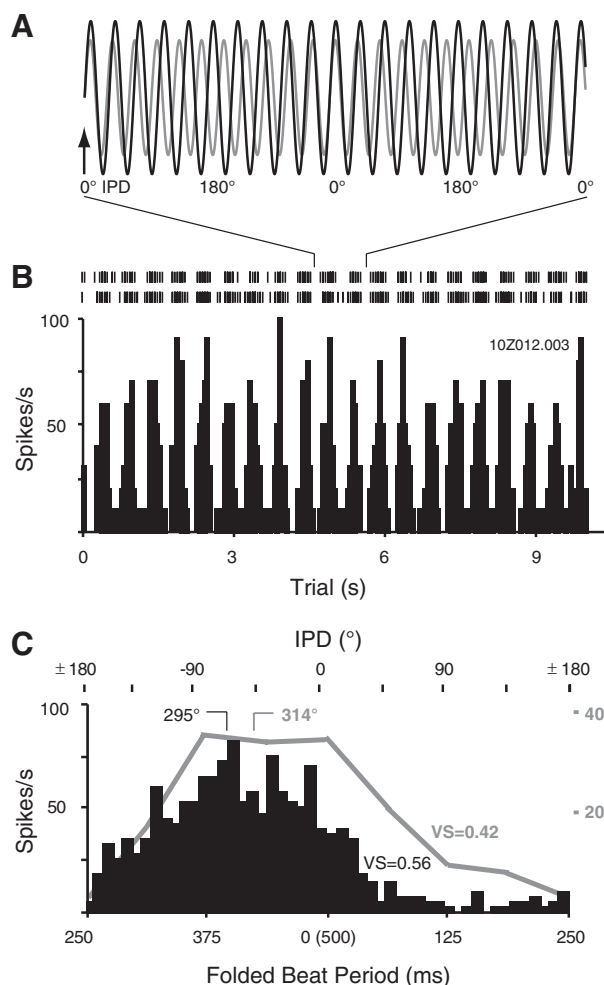 A
0° IPD 180° 0° 180° 0°
B
100
10Z012.003
50
Spikes/s
0 3 6 9
Trial (s)
C
IPD (°)
±180 -90 0 90 ±180
100
295° 314°
40
50
20
Spikes/s
VS=0.42
VS=0.56
250 375 0 (500) 125 250
Folded Beat Period (ms)